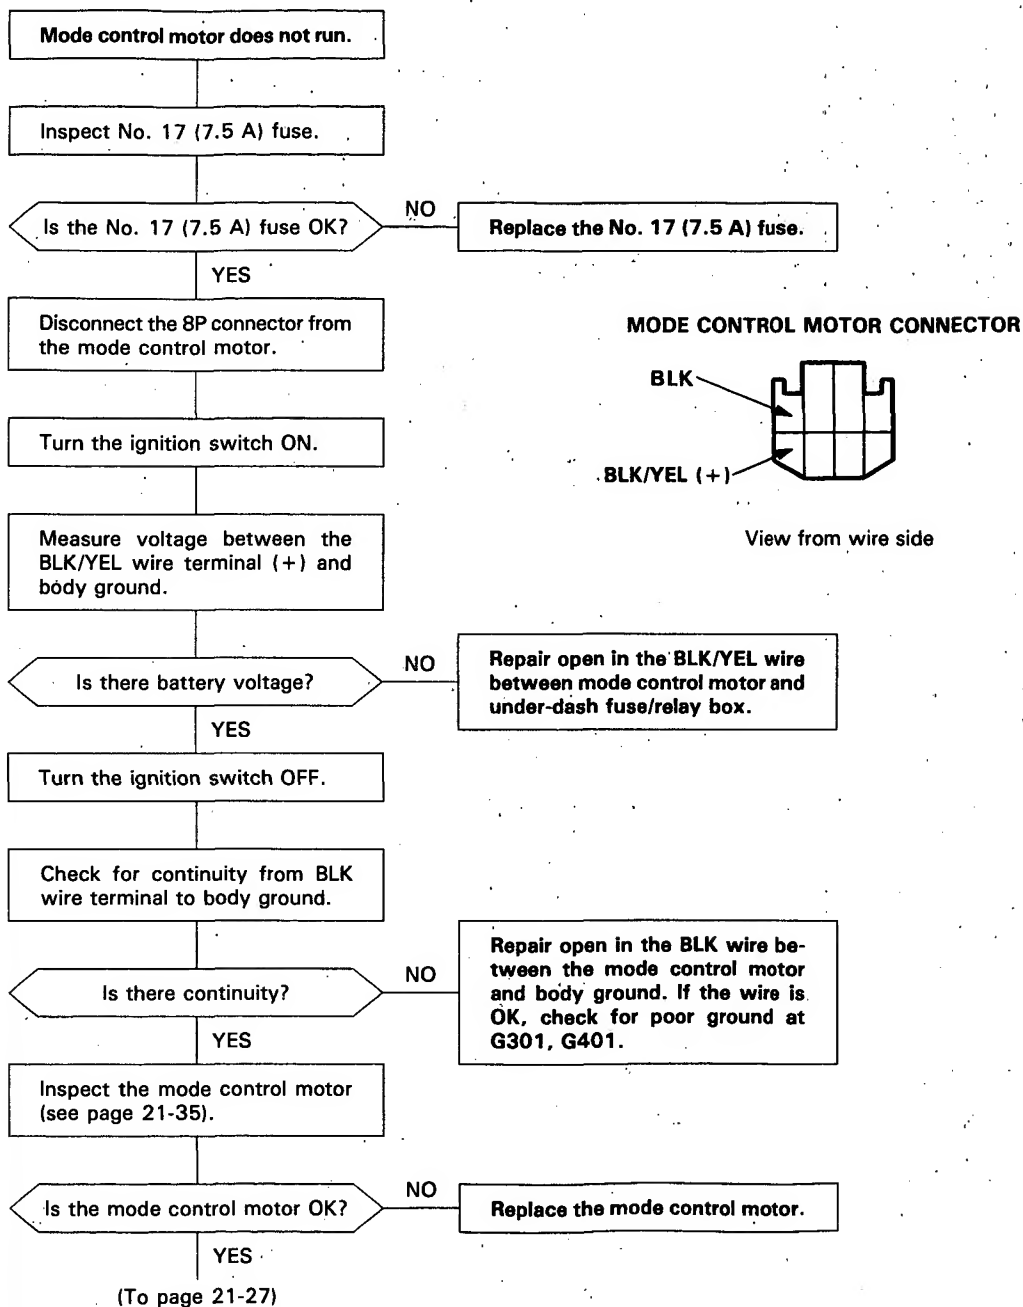 Mode control motor does not run.
Inspect No. 17 (7.5 A) fuse.
Is the No. 17 (7.5 A) fuse OK?
NO
Replace the No. 17 (7.5 A) fuse.
YES
Disconnect the 8P connector from
the mode control motor.
MODE CONTROL MOTOR CONNECTOR
BLK
BLK/YEL (+)
View from wire side
Turn the ignition switch ON.
Measure voltage between the
BLK/YEL wire terminal (+) and
body ground.
Is there battery voltage?
NO
Repair open in the BLK/YEL wire
between mode control motor and
under-dash fuse/relay box.
YES
Turn the ignition switch OFF.
Check for continuity from BLK
wire terminal to body ground.
Is there continuity?
NO
Repair open in the BLK wire be-
tween the mode control motor
and body ground. If the wire is
OK, check for poor ground at
G301, G401.
YES
Inspect the mode control motor
(see page 21-35).
Is the mode control motor OK?
NO
Replace the mode control motor.
YES
(To page 21-27)